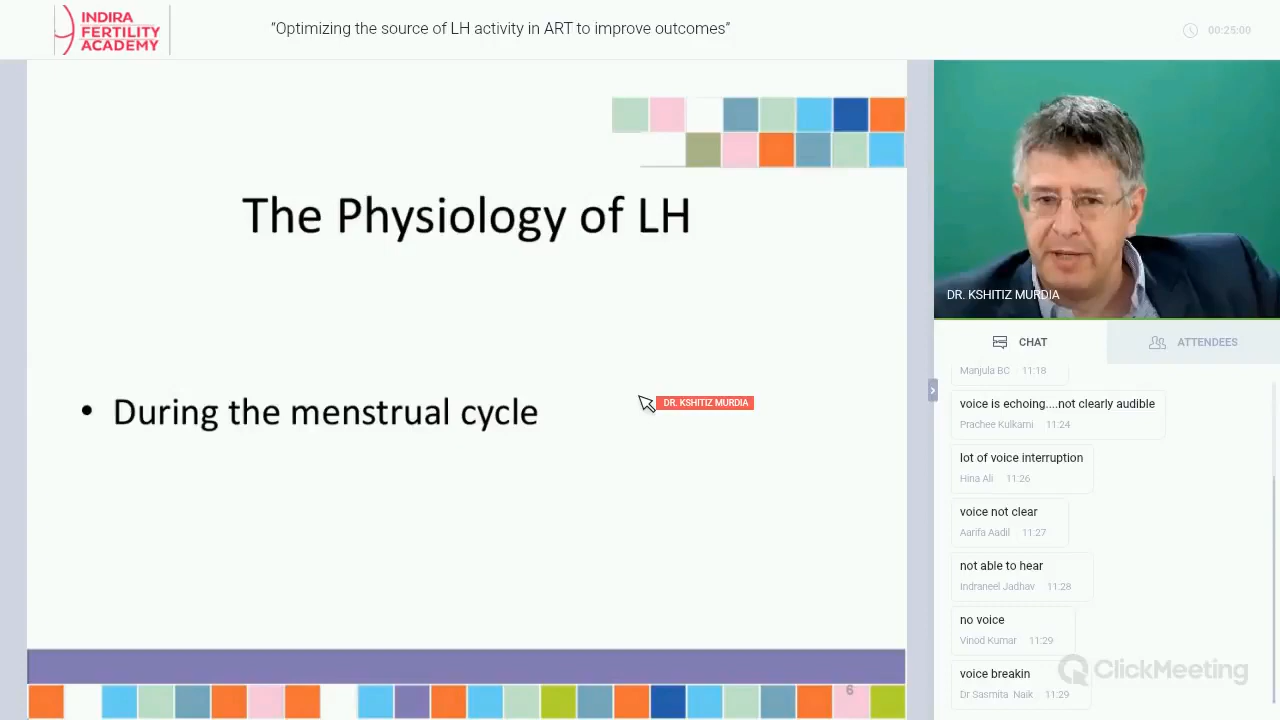 INDIRA
FERTILITY
ACADEMY
“Optimizing the source of LH activity in ART to improve outcomes”
00:25:00
The Physiology of LH
• During the menstrual cycle
DR. KSHITIZ MURDIA
6
DR. KSHITIZ MURDIA
CHAT
ATTENDEES
Manjula BC 11:18
voice is echoing....not clearly audible
Prachee Kulkarni 11:24
lot of voice interruption
Hina Ali 11:26
voice not clear
Aarifa Aadil 11:27
not able to hear
Indraneel Jadhav 11:28
no voice
Vinod Kumar 11:29
voice breakin
Dr Sasmita Naik 11:29
ClickMeeting